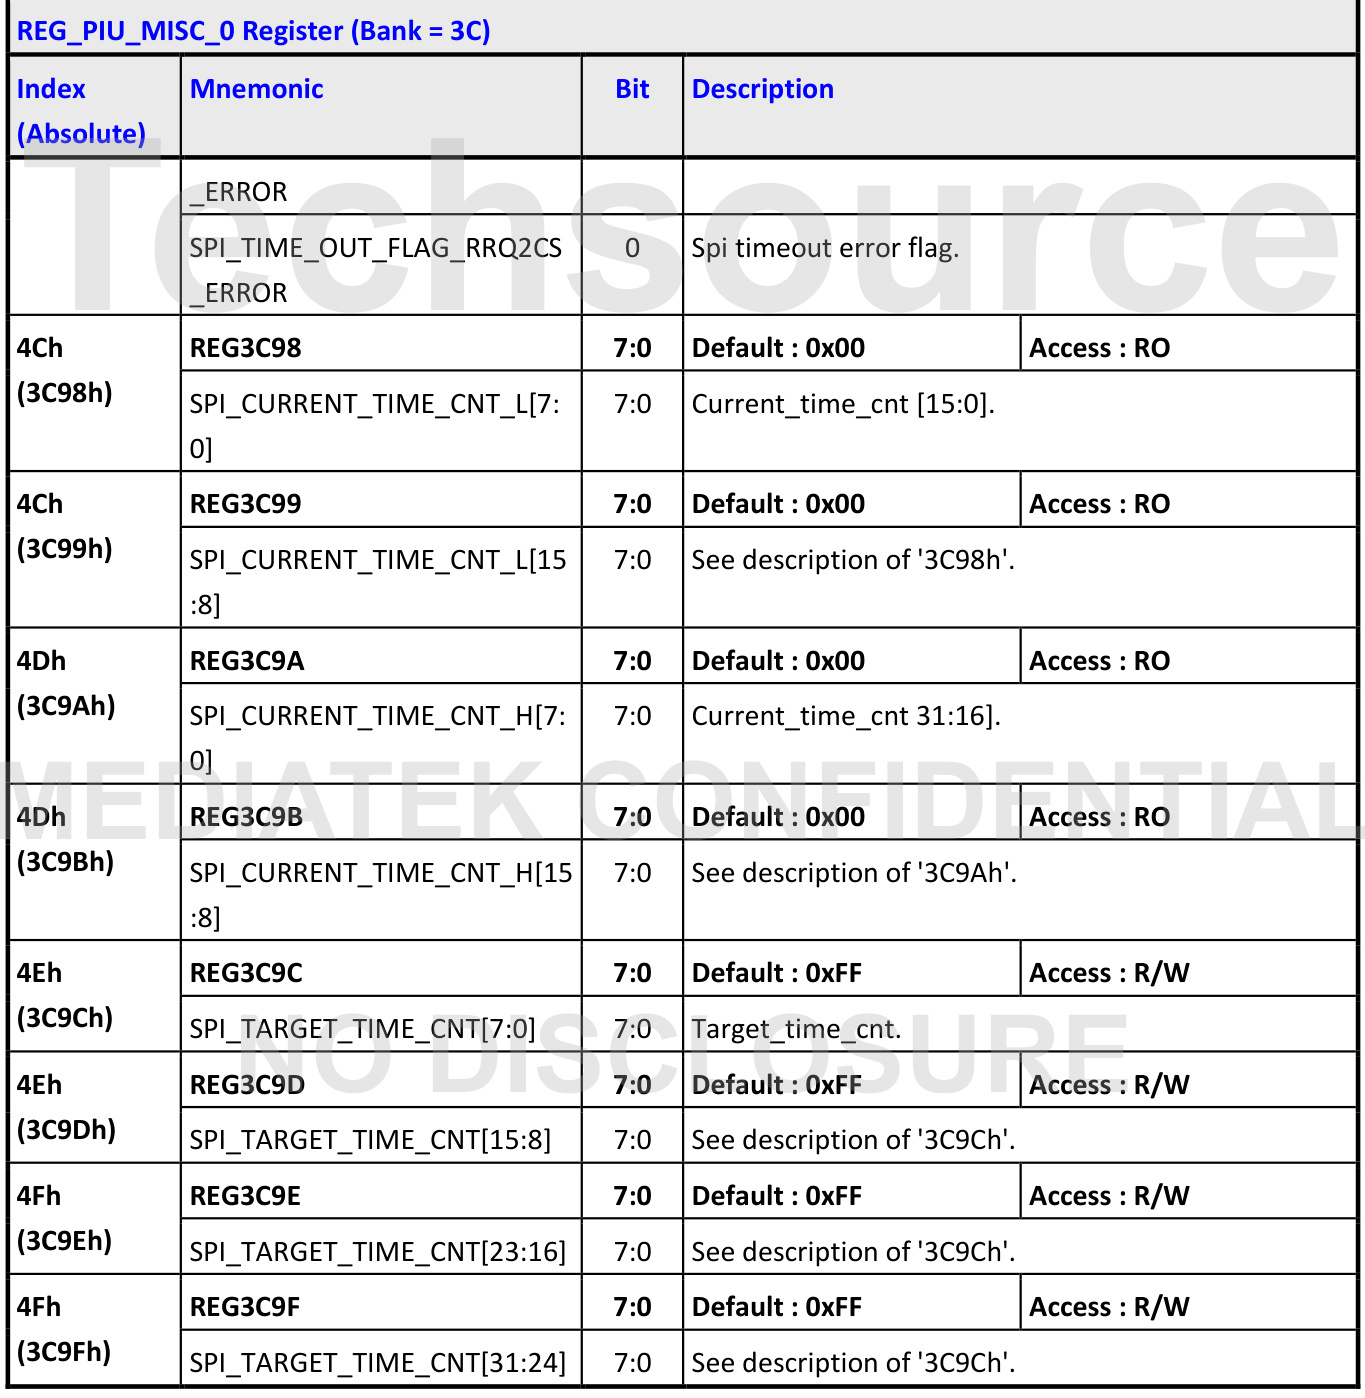 REG_PIU_MISC_0 Register (Bank = 3C)
Index (Absolute) Mnemonic Bit Description
_ERROR
SPI_TIME_OUT_FLAG_RRQ2CS 0 Spi timeout error flag.
_ERROR
4Ch REG3C98 7:0 Default : 0x00 Access : RO
(3C98h) SPI_CURRENT_TIME_CNT_L[7: 7:0 Current_time_cnt [15:0].
0]
4Ch REG3C99 7:0 Default : 0x00 Access : RO
(3C99h) SPI_CURRENT_TIME_CNT_L[15 7:0 See description of '3C98h'.
:8]
4Dh REG3C9A 7:0 Default : 0x00 Access : RO
(3C9Ah) SPI_CURRENT_TIME_CNT_H[7: 7:0 Current_time_cnt 31:16].
0]
4Dh REG3C9B 7:0 Default : 0x00 Access : RO
(3C9Bh) SPI_CURRENT_TIME_CNT_H[15 7:0 See description of '3C9Ah'.
:8]
4Eh REG3C9C 7:0 Default : 0xFF Access : R/W
(3C9Ch) SPI_TARGET_TIME_CNT[7:0] 7:0 Target_time_cnt.
4Eh REG3C9D 7:0 Default : 0xFF Access : R/W
(3C9Dh) SPI_TARGET_TIME_CNT[15:8] 7:0 See description of '3C9Ch'.
4Fh REG3C9E 7:0 Default : 0xFF Access : R/W
(3C9Eh) SPI_TARGET_TIME_CNT[23:16] 7:0 See description of '3C9Ch'.
4Fh REG3C9F 7:0 Default : 0xFF Access : R/W
(3C9Fh) SPI_TARGET_TIME_CNT[31:24] 7:0 See description of '3C9Ch'.
Techsource
MEDIATEK CONFIDENTIAL
NO DISCLOSURE